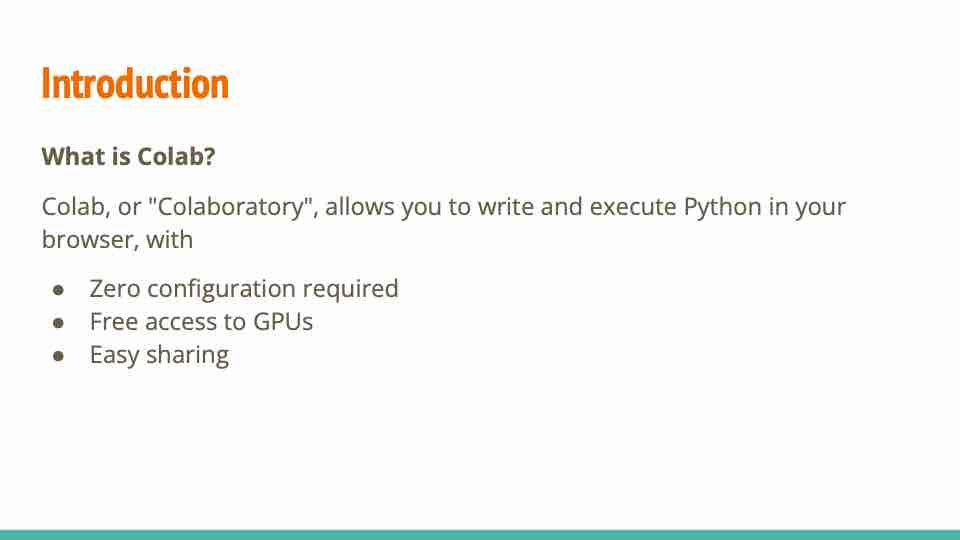 Introduction
What is Colab?
Colab, or "Colaboratory", allows you to write and execute Python in your
browser, with
● Zero configuration required
● Free access to GPUs
● Easy sharing